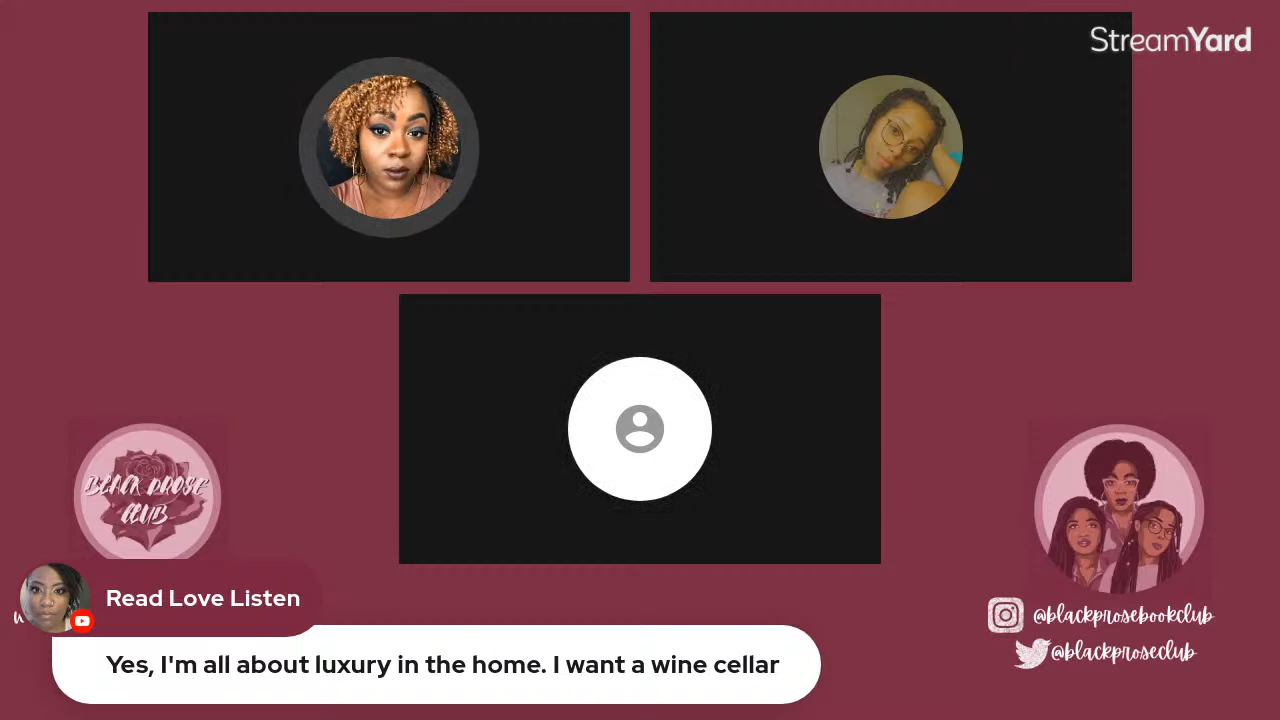 StreamYard
BLACK PROSE
CLUB
Read Love Listen
@blackprosebookclub
Yes, I'm all about luxury in the home. I want a wine cellar
@blackproseclub